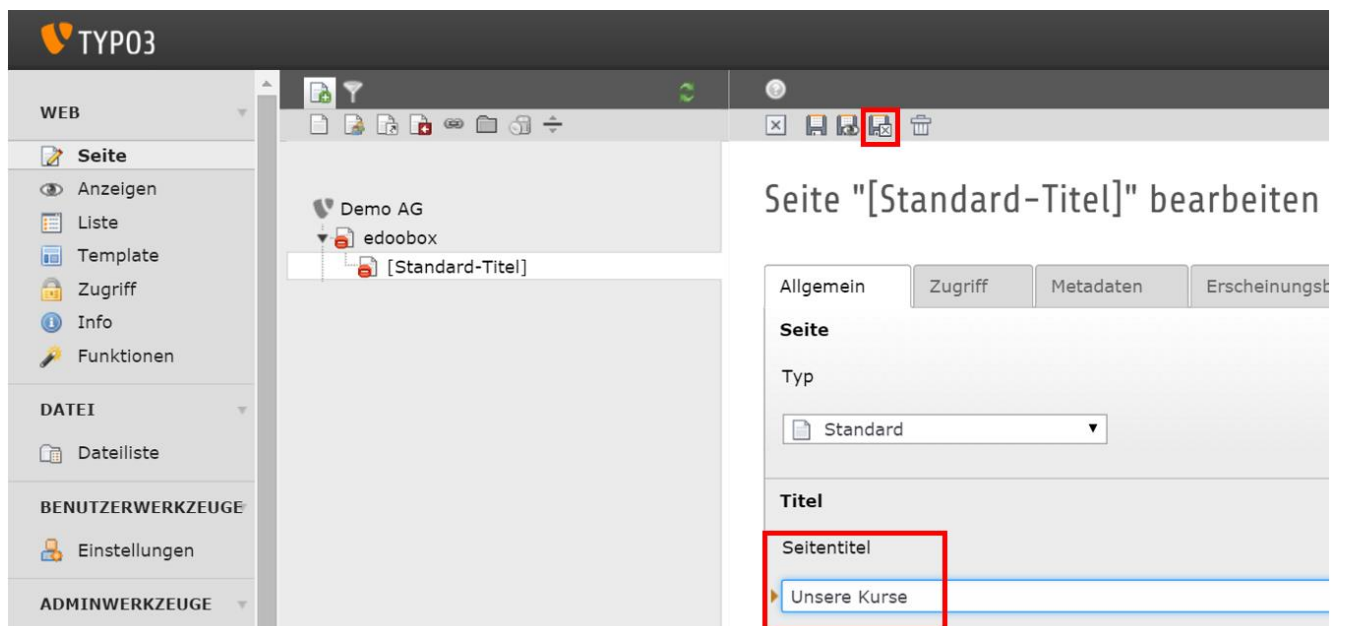 TYPO3
WEB
Seite
Anzeigen
Liste
Template
Zugriff
Info
Funktionen
DATEI
Dateiliste
BENUTZERWERKZEUGE
Einstellungen
ADMINWERKZEUGE
Demo AG
edoobox
[Standard-Titel]
Seite "[Standard-Titel]" bearbeiten
Allgemein Zugriff Metadaten Erscheinungsb
Seite
Typ
Standard
Titel
Seitentitel
Unsere Kurse